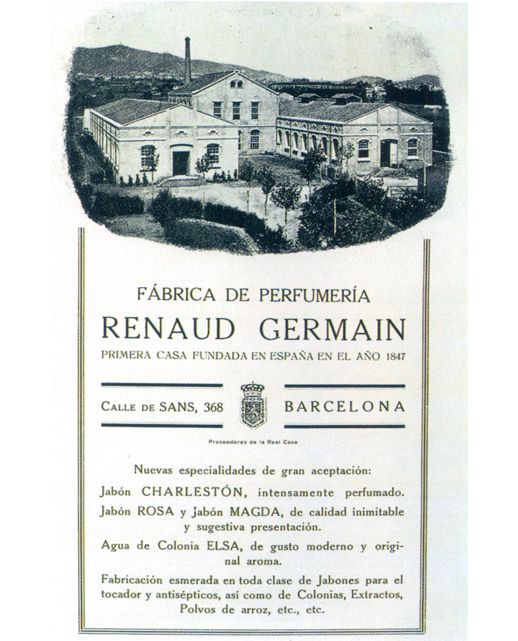 FÁBRICA DE PERFUMERÍA
RENAUD GERMAIN
PRIMERA CASA FUNDADA EN ESPAÑA EN EL AÑO 1847
CALLE DE SANS, 368 BARCELONA
Proveedores de la Real Casa
Nuevas especialidades de gran aceptación:
Jabón CHARLESTÓN, intensamente perfumado.
Jabón ROSA y jabón MAGDA, de calidad inimitable
y sugestiva presentación.
Agua de Colonia ELSA, de gusto moderno y origi-
nal aroma.
Fabricación esmerada en toda clase de Jabones para el
tocador y antisépticos, asi como de Colonias, Extractos,
Polvos de arroz, etc., etc.